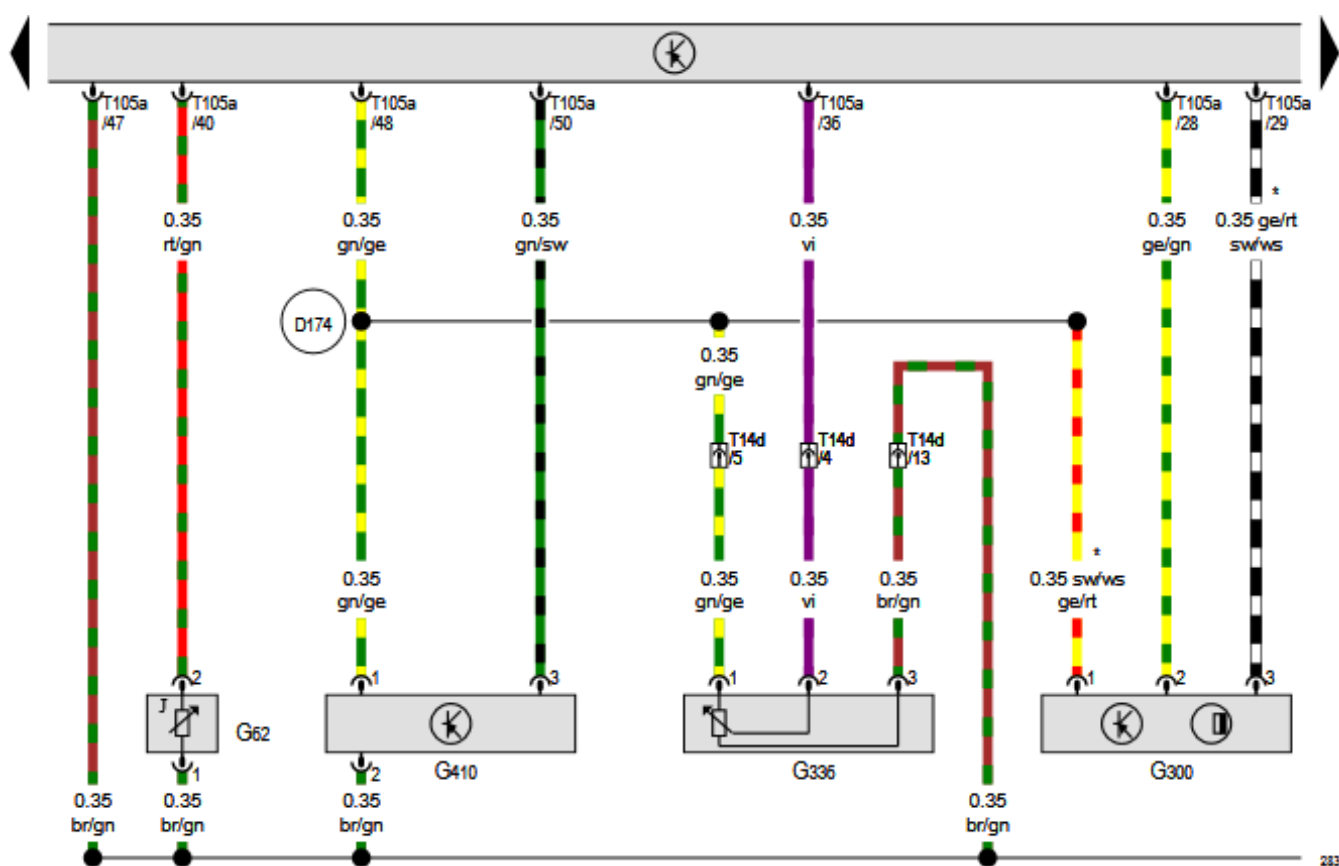 T105a T105a T105a T105a T105a T105a T105a
/47 /40 /48 /50 /36 /28 /29
*
0.35 0.35 0.35 0.35 0.35 0.35 ge/rt
rt/gn gn/ge gn/sw vi ge/gn sw/ws
D174
0.35
gn/ge
T14d T14d T14d
/5 /4 /13
*
0.35 0.35 0.35 0.35 0.35 sw/ws
gn/ge gn/ge vi br/gn ge/rt
2 1 3 1 2 3 1 2 3
J
G62
1 2 G410 G336 G300
0.35 0.35 0.35 0.35
br/gn br/gn br/gn br/gn